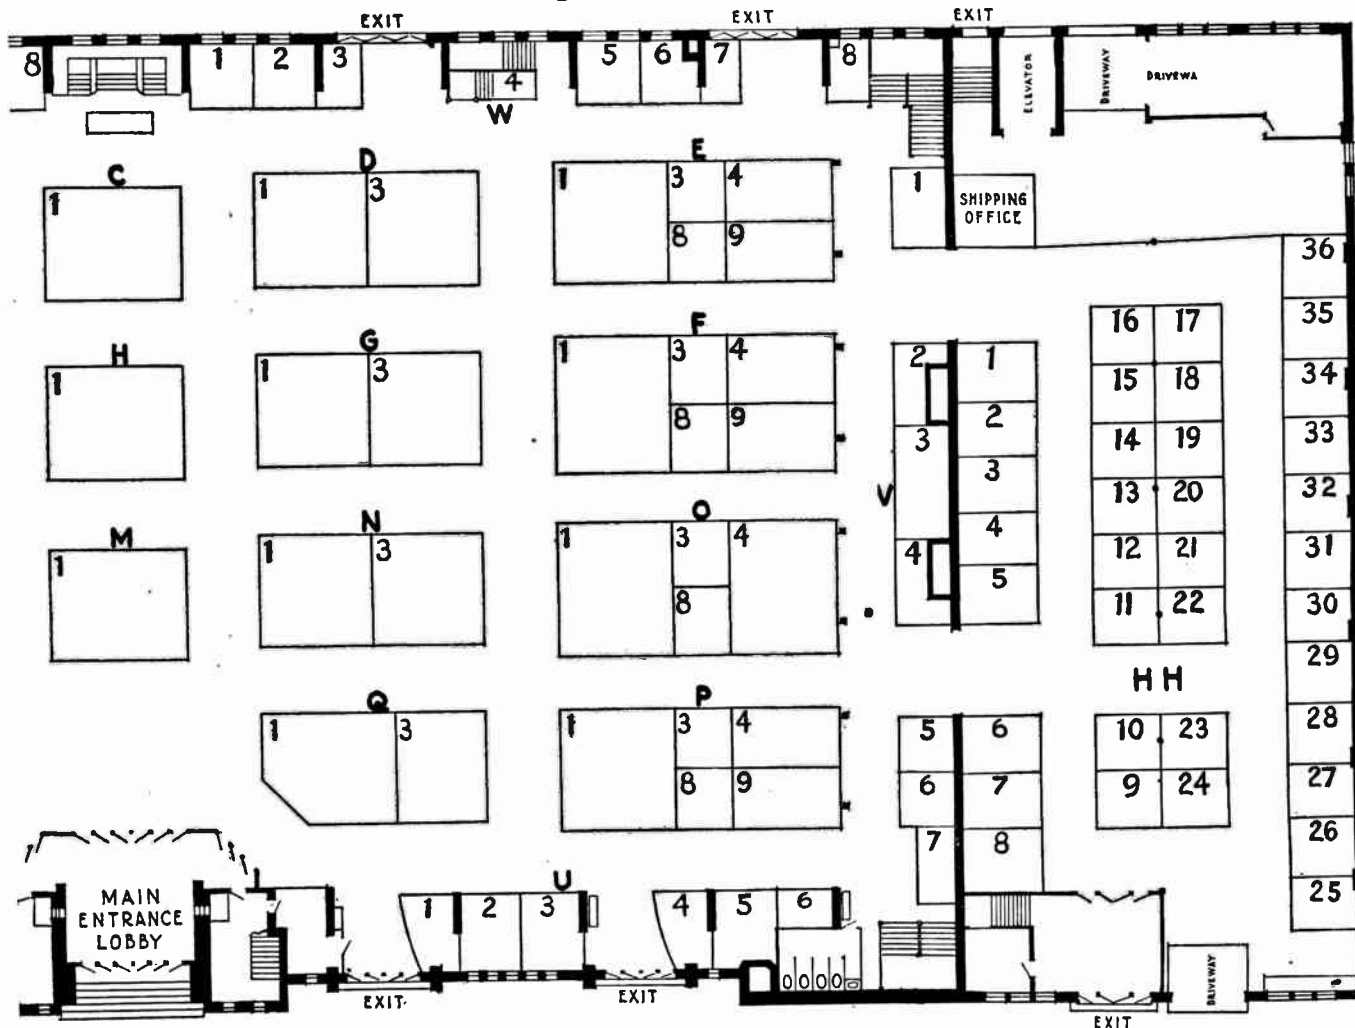 EXIT EXIT EXIT
8 1 2 3 4 5 6 7 8
W
ELEVATOR
DRIVEWAY
DRIVEWA
C D E
1 1 3 1 3 4 1
8 9
SHIPPING
OFFICE
36
H G F
1 1 3 1 3 4
8 9
2
3
V
4
1
2
3
4
5
16 17
15 18
14 19
13 20
12 21
11 22
35
34
33
32
31
30
29
28
27
26
25
M N O
1 1 3 1 3 4
8
HH
Q P
1 3 1 3 4
8 9
5 6
6 7
7 8
10 23
9 24
MAIN
ENTRANCE
LOBBY
U
1 2 3 4 5 6
EXIT EXIT EXIT
DRIVEWAY